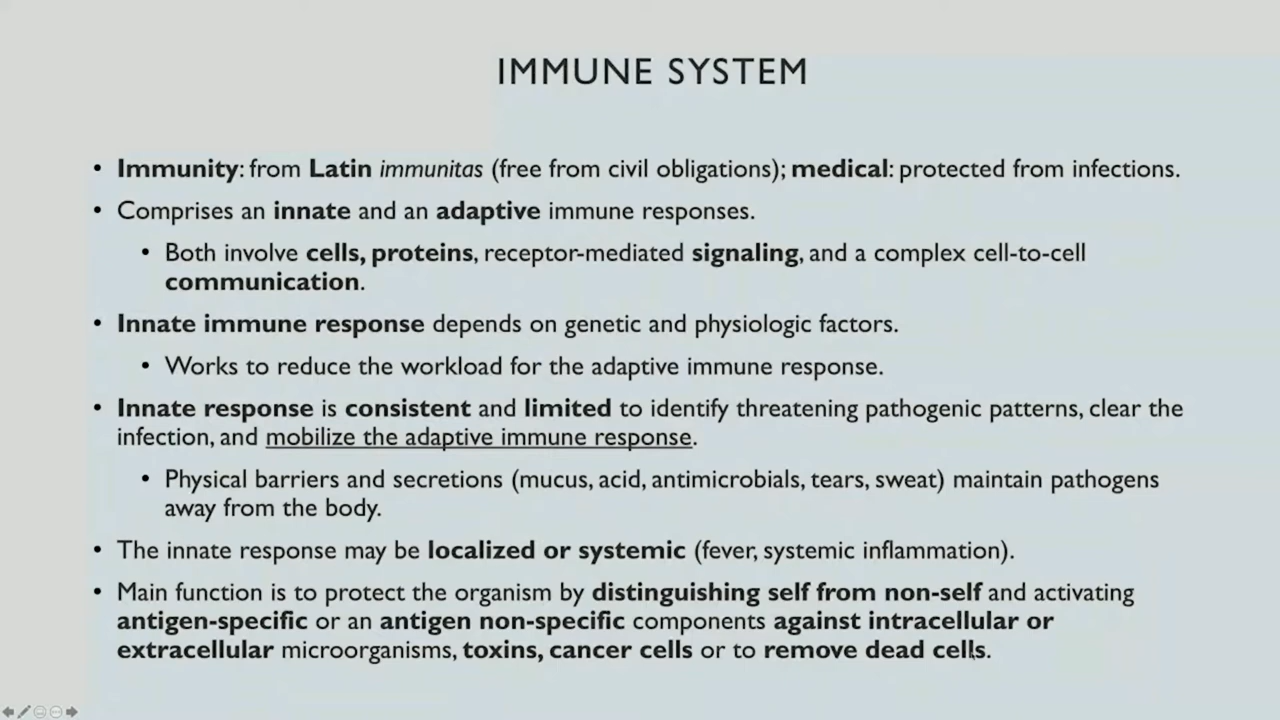 IMMUNE SYSTEM
• Immunity: from Latin immunitas (free from civil obligations); medical: protected from infections.
• Comprises an innate and an adaptive immune responses.
• Both involve cells, proteins, receptor-mediated signaling, and a complex cell-to-cell
communication.
• Innate immune response depends on genetic and physiologic factors.
• Works to reduce the workload for the adaptive immune response.
• Innate response is consistent and limited to identify threatening pathogenic patterns, clear the
infection, and mobilize the adaptive immune response.
• Physical barriers and secretions (mucus, acid, antimicrobials, tears, sweat) maintain pathogens
away from the body.
• The innate response may be localized or systemic (fever, systemic inflammation).
• Main function is to protect the organism by distinguishing self from non-self and activating
antigen-specific or an antigen non-specific components against intracellular or
extracellular microorganisms, toxins, cancer cells or to remove dead cells.